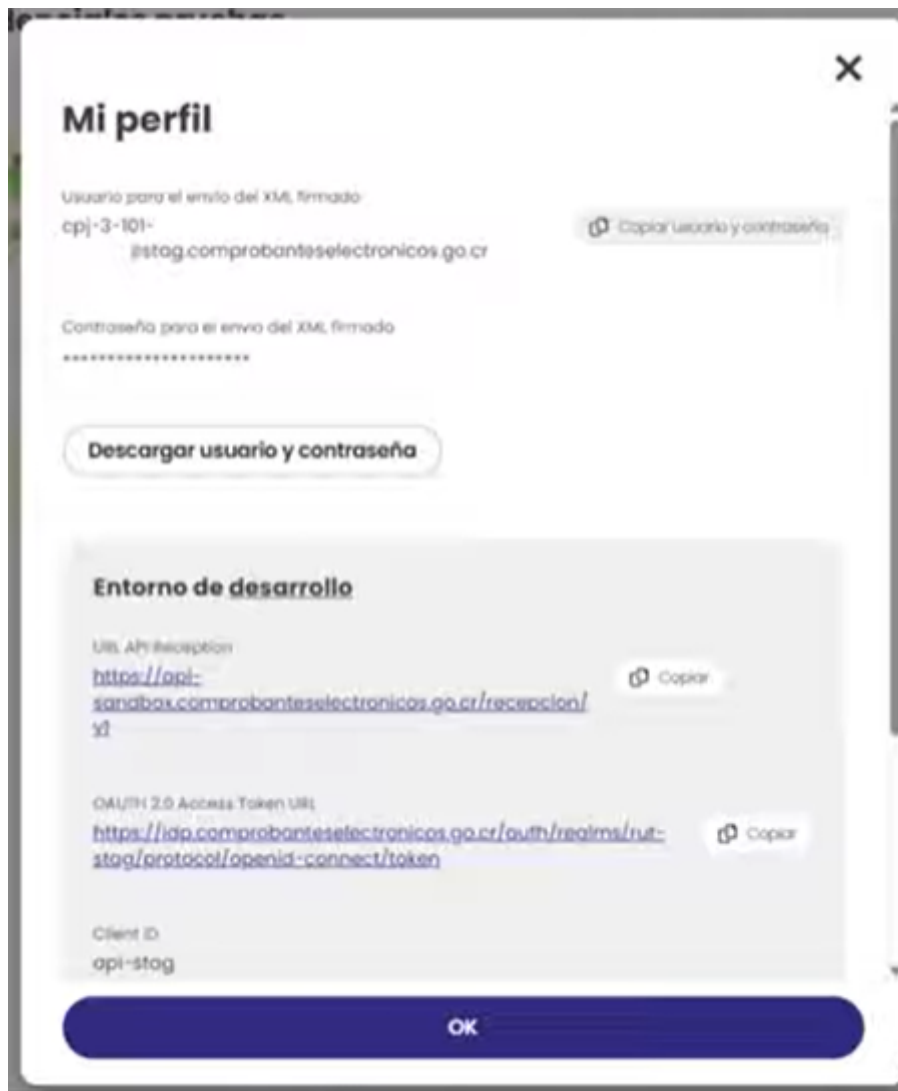 Mi perfil
Usuario para el envío del XML firmado
cpj-3-101-
@stag.comprobanteselectronicos.go.cr
Copiar usuario y contraseña
Contraseña para el envío del XML firmado
*********************
Descargar usuario y contraseña
Entorno de desarrollo
URL API Reception
https://api-
sandbox.comprobanteselectronicos.go.cr/recepcion/
v1
Copiar
OAUTH 2.0 Access Token URL
https://idp.comprobanteselectronicos.go.cr/auth/realms/rut-
stag/protocol/openid-connect/token
Copiar
Client ID
api-stag
OK